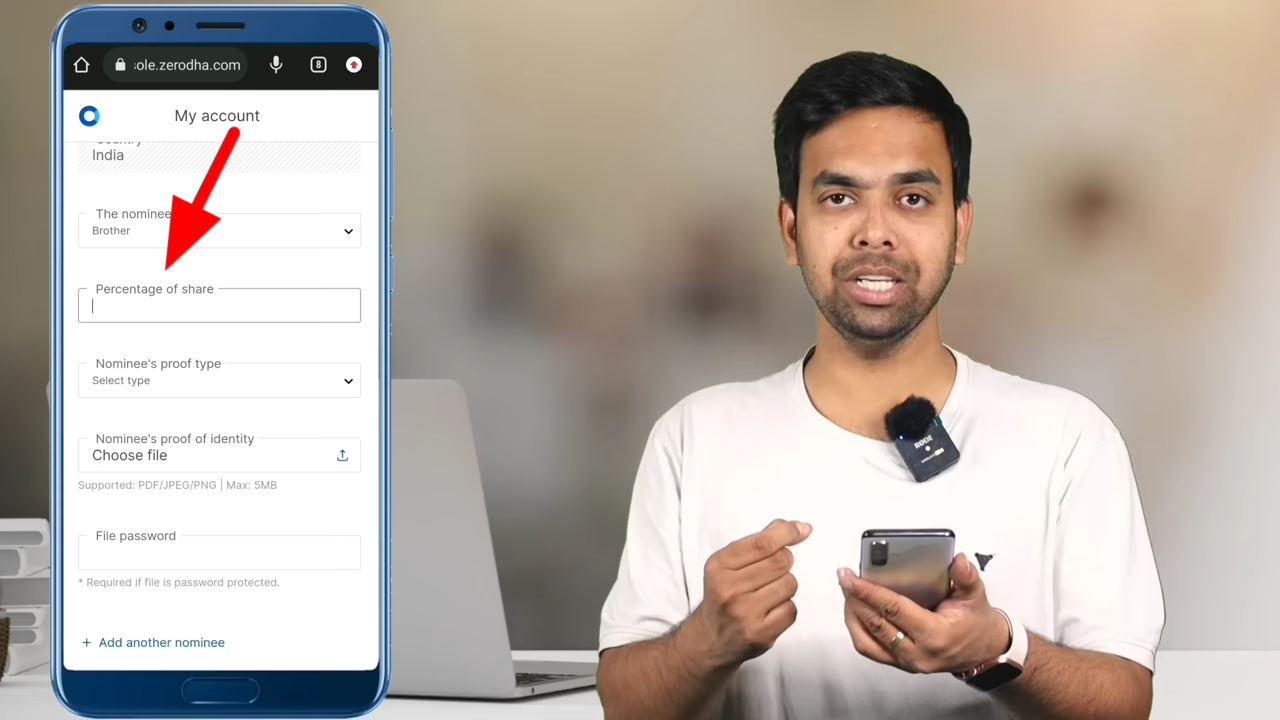 :ole.zerodha.com
8
My account
Country
India
The nominee
Brother
Percentage of share
Nominee's proof type
Select type
Nominee's proof of identity
Choose file
Supported: PDF/JPEG/PNG | Max: 5MB
File password
* Required if file is password protected.
+ Add another nominee
RØDE